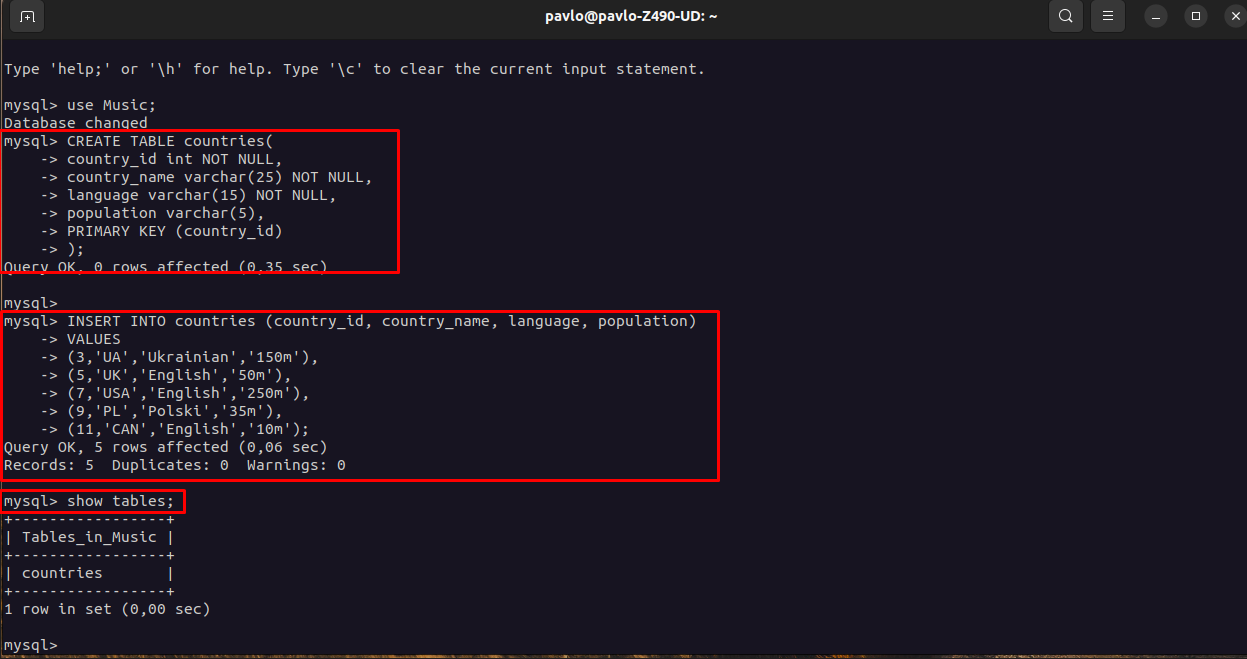 pavlo@pavlo-Z490-UD: ~
Type 'help;' or '\h' for help. Type '\c' to clear the current input statement.
mysql> use Music;
Database changed
mysql> CREATE TABLE countries(
    -> country_id int NOT NULL,
    -> country_name varchar(25) NOT NULL,
    -> language varchar(15) NOT NULL,
    -> population varchar(5),
    -> PRIMARY KEY (country_id)
    -> );
Query OK, 0 rows affected (0,35 sec)
mysql>
mysql> INSERT INTO countries (country_id, country_name, language, population)
    -> VALUES
    -> (3,'UA','Ukrainian','150m'),
    -> (5,'UK','English','50m'),
    -> (7,'USA','English','250m'),
    -> (9,'PL','Polski','35m'),
    -> (11,'CAN','English','10m');
Query OK, 5 rows affected (0,06 sec)
Records: 5  Duplicates: 0  Warnings: 0
mysql> show tables;
+-----------------+
| Tables_in_Music |
+-----------------+
| countries       |
+-----------------+
1 row in set (0,00 sec)
mysql>